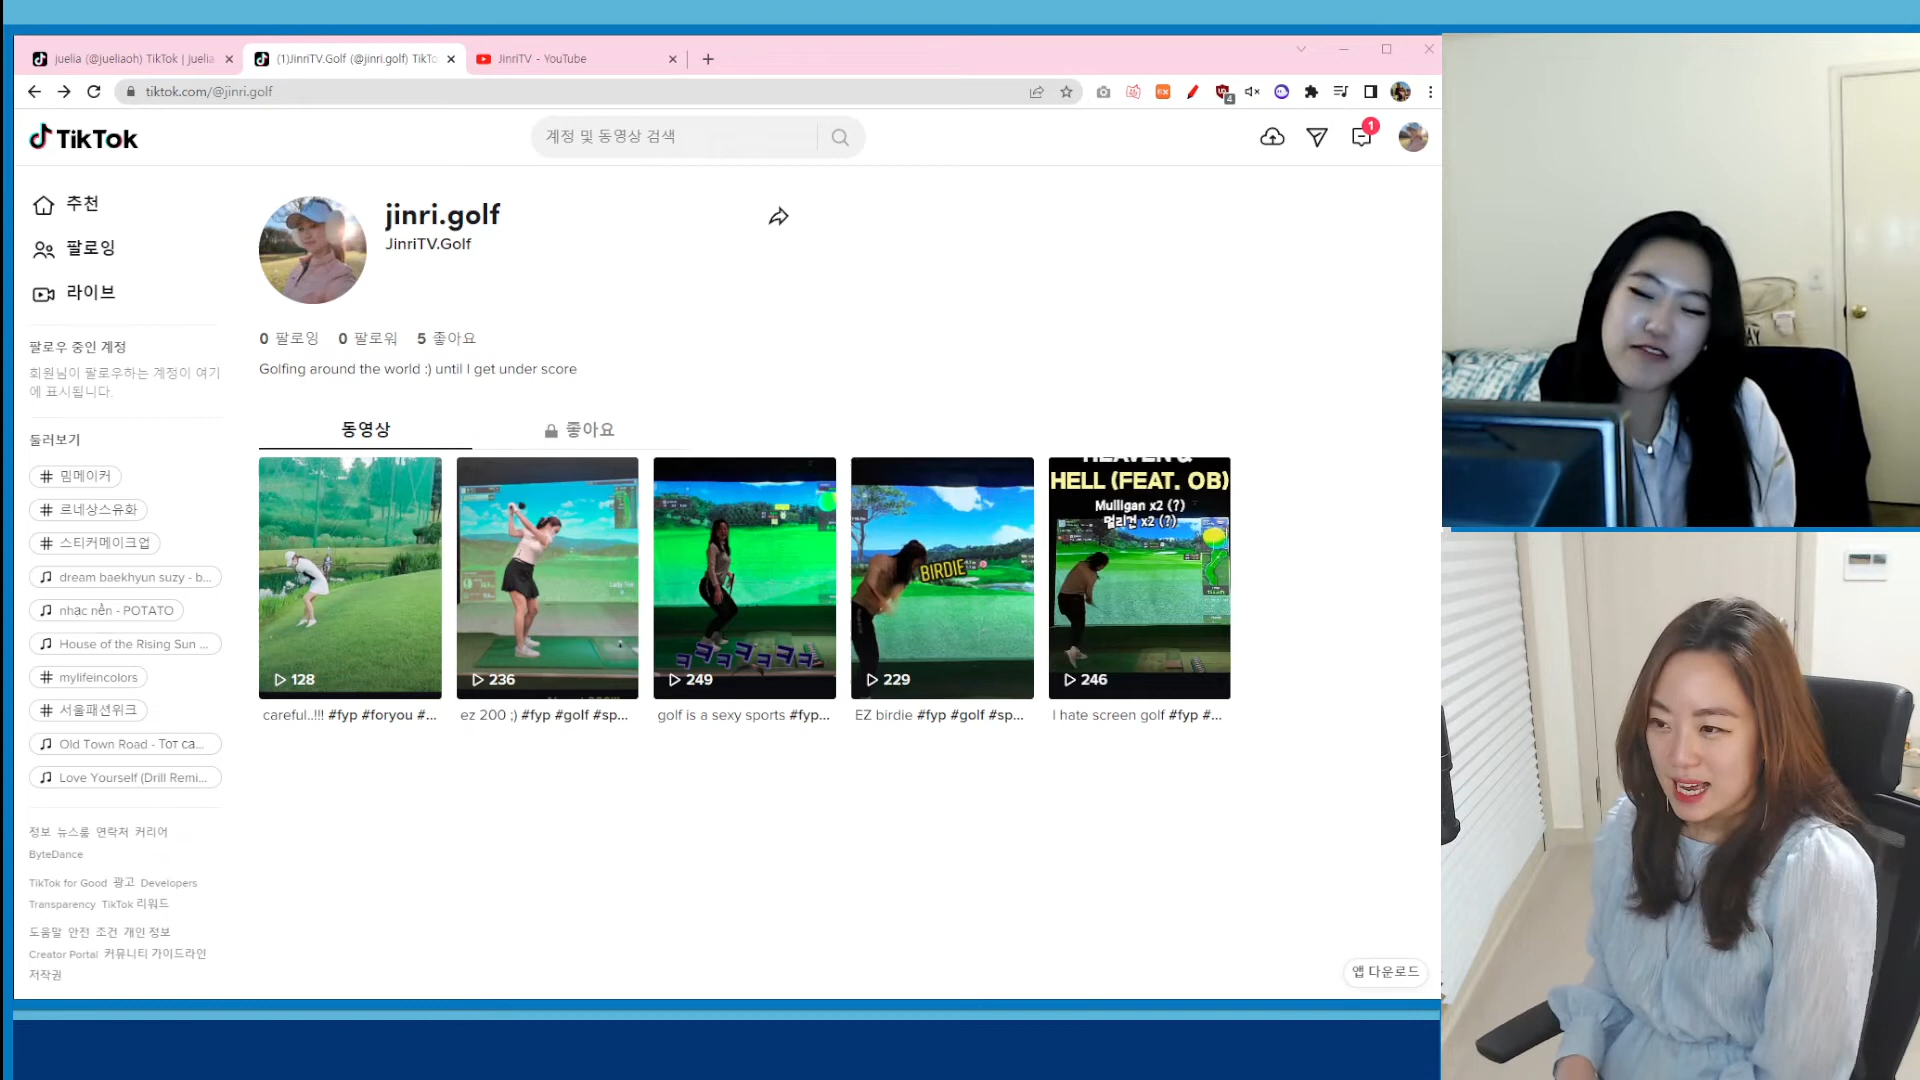 juelia (@jueliaoh) TikTok | juelia
(1)JinriTV.Golf (@jinri.golf) TikTo
JinriTV - YouTube
tiktok.com/@jinri.golf
4
TikTok
계정 및 동영상 검색
1
추천
팔로잉
라이브
팔로우 중인 계정
회원님이 팔로우하는 계정이 여기
에 표시됩니다.
둘러보기
# 밈메이커
# 르네상스유화
# 스티커메이크업
dream baekhyun suzy - b...
nhạc nền - POTATO
House of the Rising Sun ...
# mylifeincolors
# 서울패션위크
Old Town Road - Тот са...
Love Yourself (Drill Remi...
정보 뉴스룸 연락처 커리어
ByteDance
TikTok for Good 광고 Developers
Transparency TikTok 리워드
도움말 안전 조건 개인 정보
Creator Portal 커뮤니티 가이드라인
저작권
jinri.golf
JinriTV.Golf
0 팔로잉 0 팔로워 5 좋아요
Golfing around the world :) until I get under score
동영상
좋아요
128
careful..!!! #fyp #foryou #...
236
ez 200 ;) #fyp #golf #sp...
ㅋㅋㅋㅋㅋㅋ
249
golf is a sexy sports #fyp...
BIRDIE
229
EZ birdie #fyp #golf #sp...
HEAVEN &
HELL (FEAT. OB)
Mulligan x2 (?)
멀리건 x2 (?)
246
I hate screen golf #fyp #...
앱 다운로드